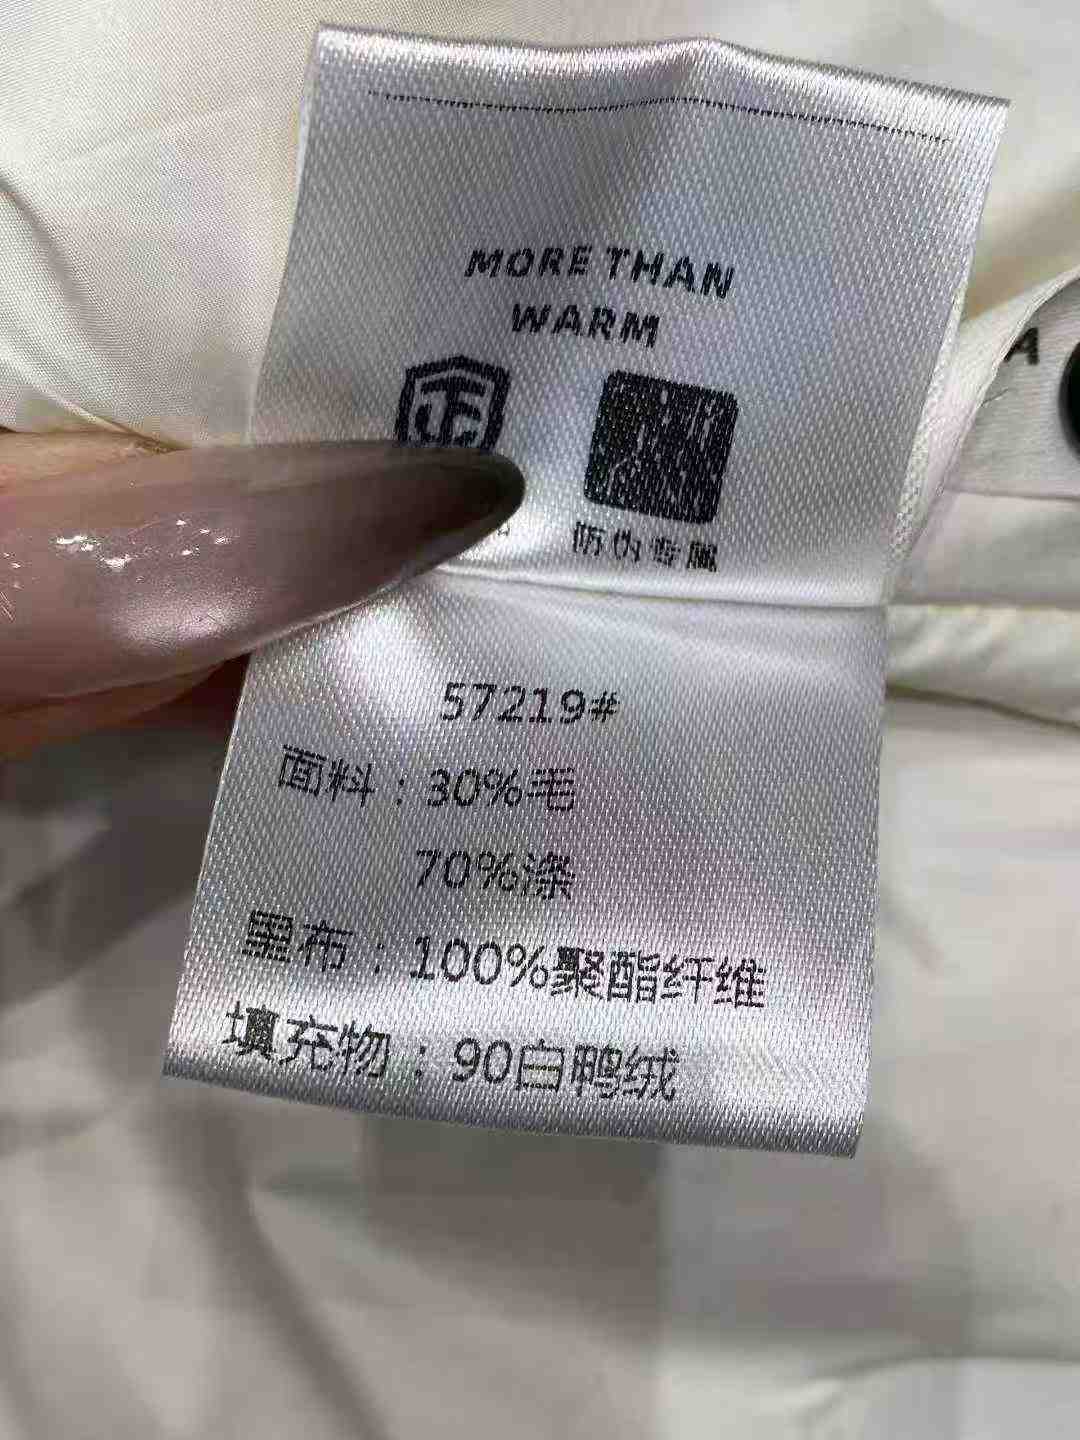 MORE THAN
WARM
TC
防伪专属
A
57219#
面料：30%毛
70%涤
里布：100%聚酯纤维
填充物：90白鸭绒